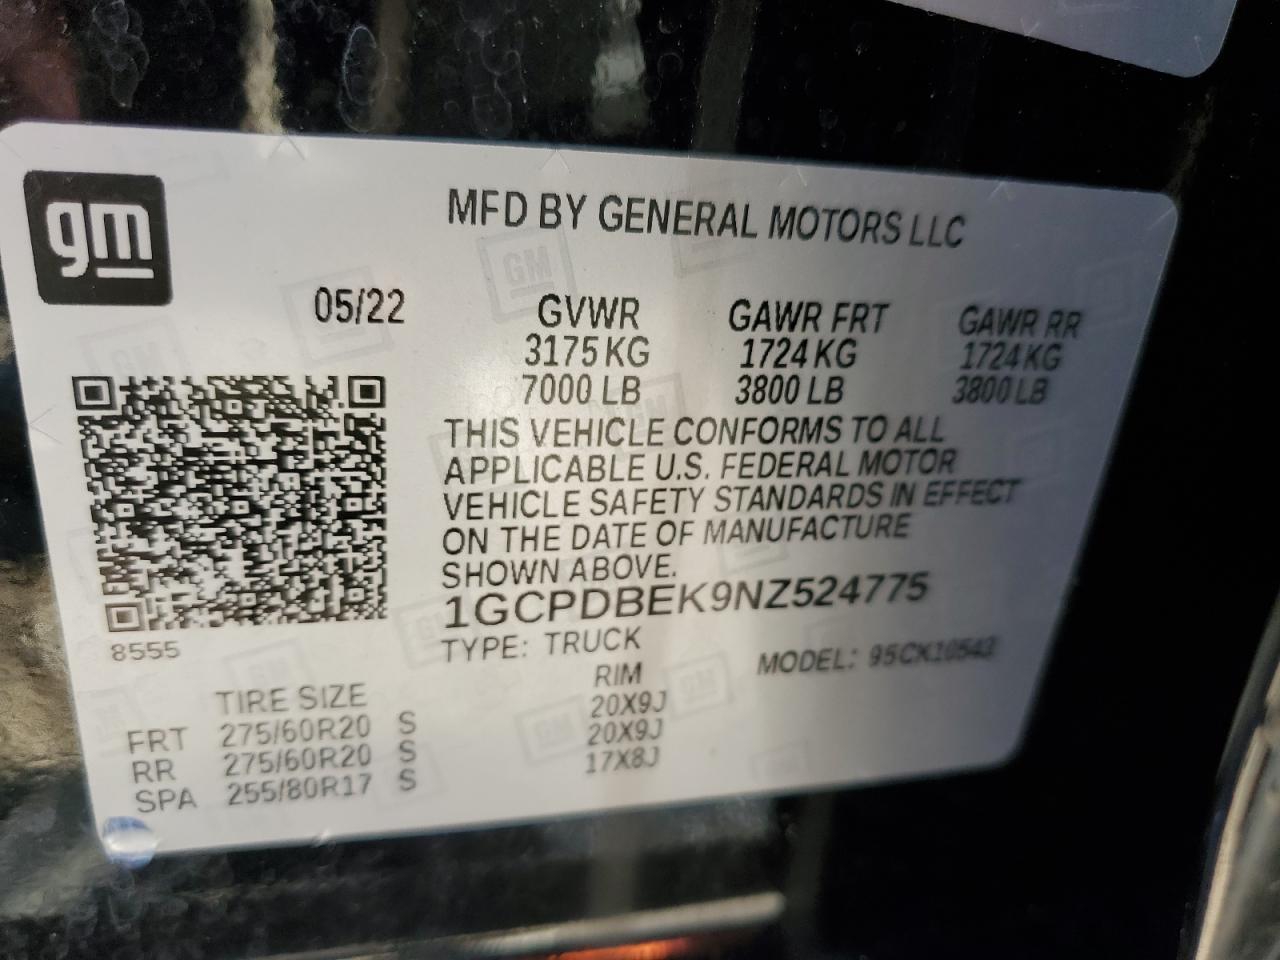 gm
MFD BY GENERAL MOTORS LLC
05/22 GVWR GAWR FRT GAWR RR
3175 KG 1724 KG 1724 KG
7000 LB 3800 LB 3800 LB
THIS VEHICLE CONFORMS TO ALL
APPLICABLE U.S. FEDERAL MOTOR
VEHICLE SAFETY STANDARDS IN EFFECT
ON THE DATE OF MANUFACTURE
SHOWN ABOVE.
1GCPDBEK9NZ524775
8555
TYPE: TRUCK MODEL: 95CK10543
TIRE SIZE RIM
FRT 275/60R20 S 20X9J
RR 275/60R20 S 20X9J
SPA 255/80R17 S 17X8J